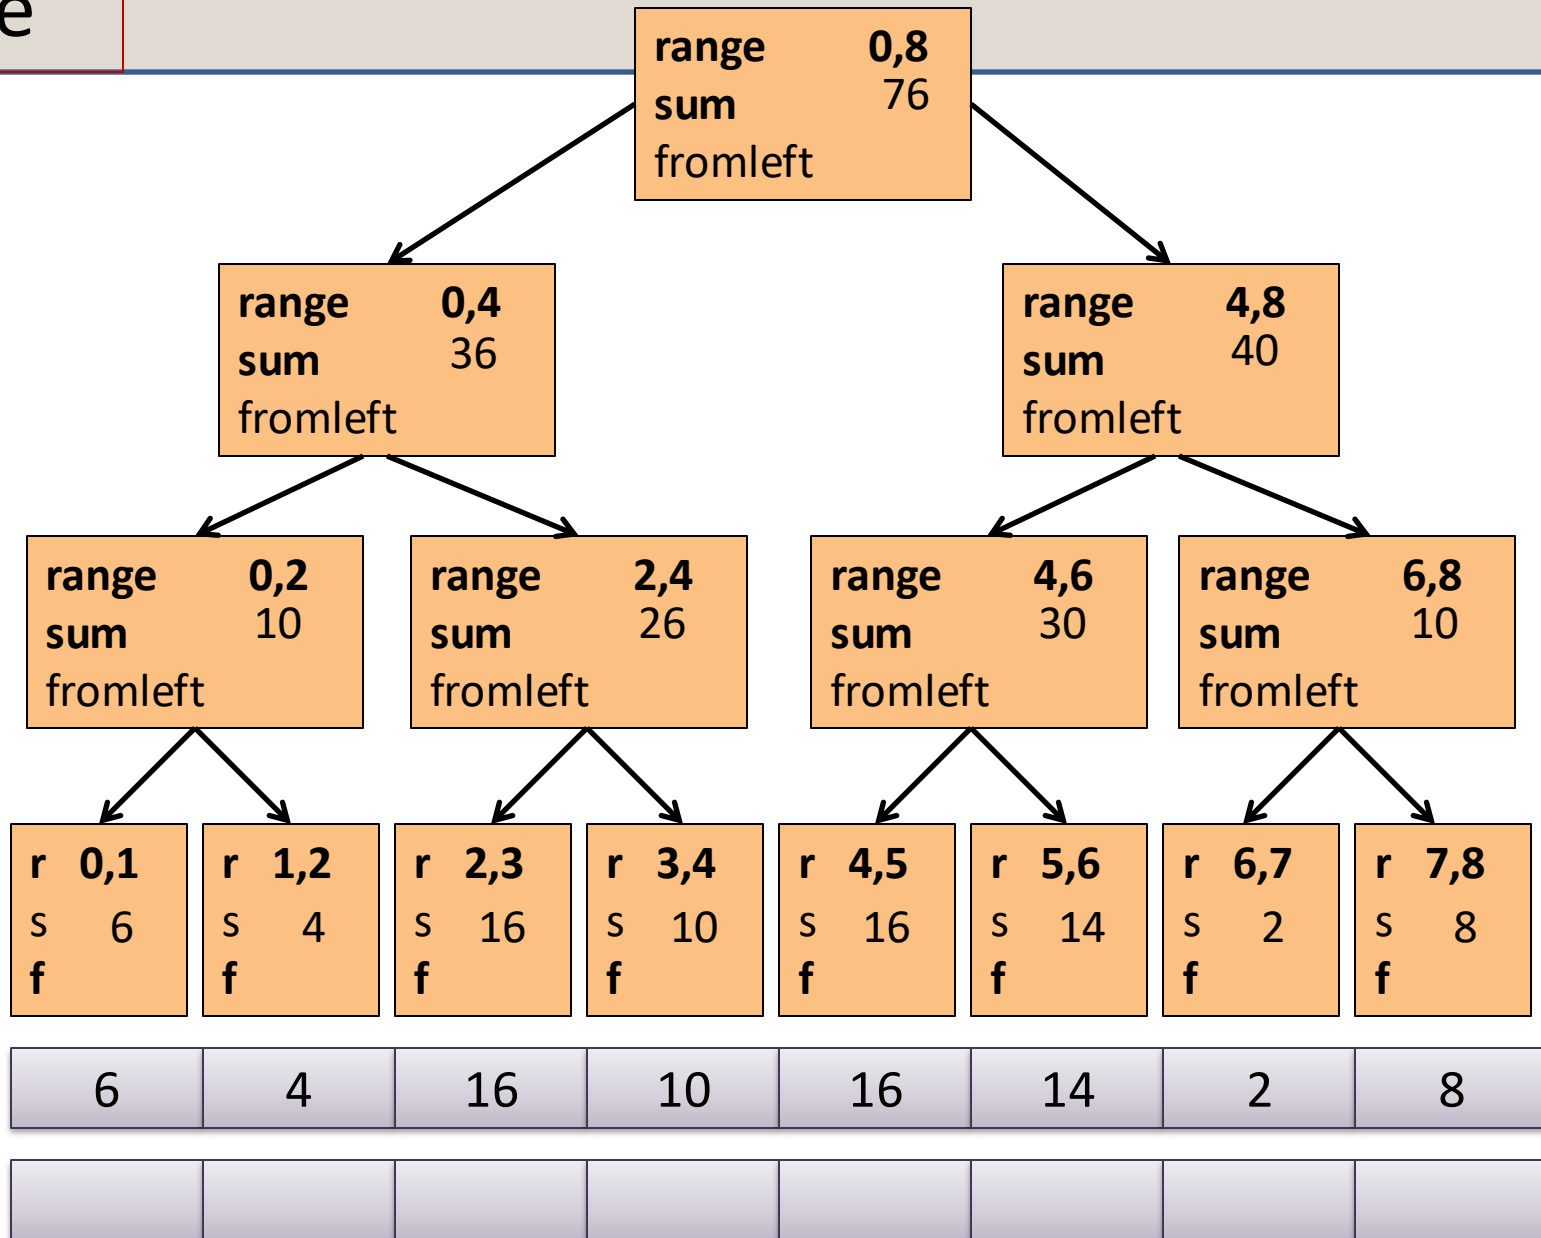 e
range 0,8
sum 76
fromleft
range 0,4
sum 36
fromleft
range 4,8
sum 40
fromleft
range 0,2
sum 10
fromleft
range 2,4
sum 26
fromleft
range 4,6
sum 30
fromleft
range 6,8
sum 10
fromleft
r 0,1
s 6
f
r 1,2
s 4
f
r 2,3
s 16
f
r 3,4
s 10
f
r 4,5
s 16
f
r 5,6
s 14
f
r 6,7
s 2
f
r 7,8
s 8
f
6 4 16 10 16 14 2 8